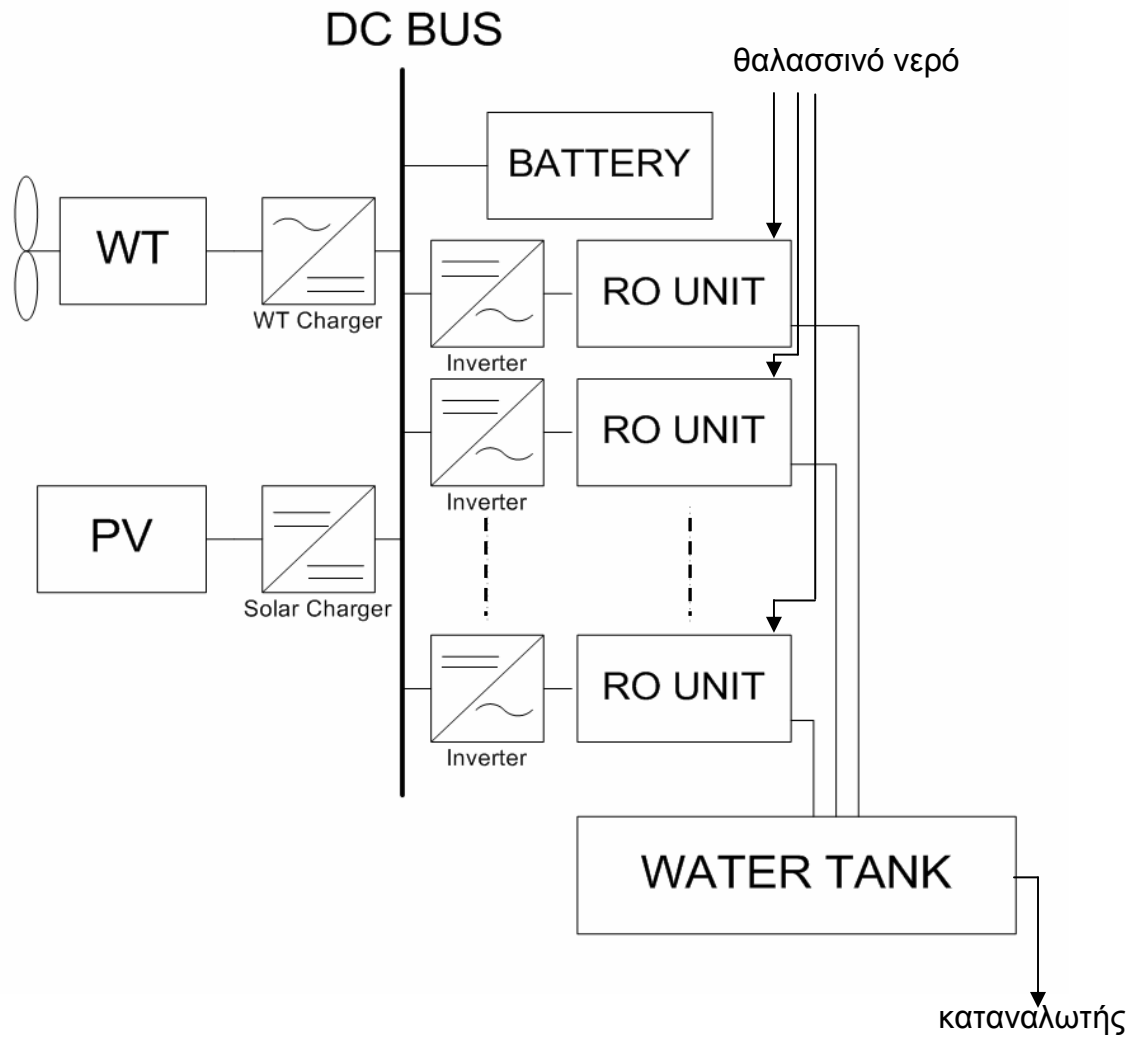 DC BUS
θαλασσινό νερό
BATTERY
WT
WT Charger
RO UNIT
Inverter
RO UNIT
Inverter
PV
Solar Charger
RO UNIT
Inverter
WATER TANK
καταναλωτής